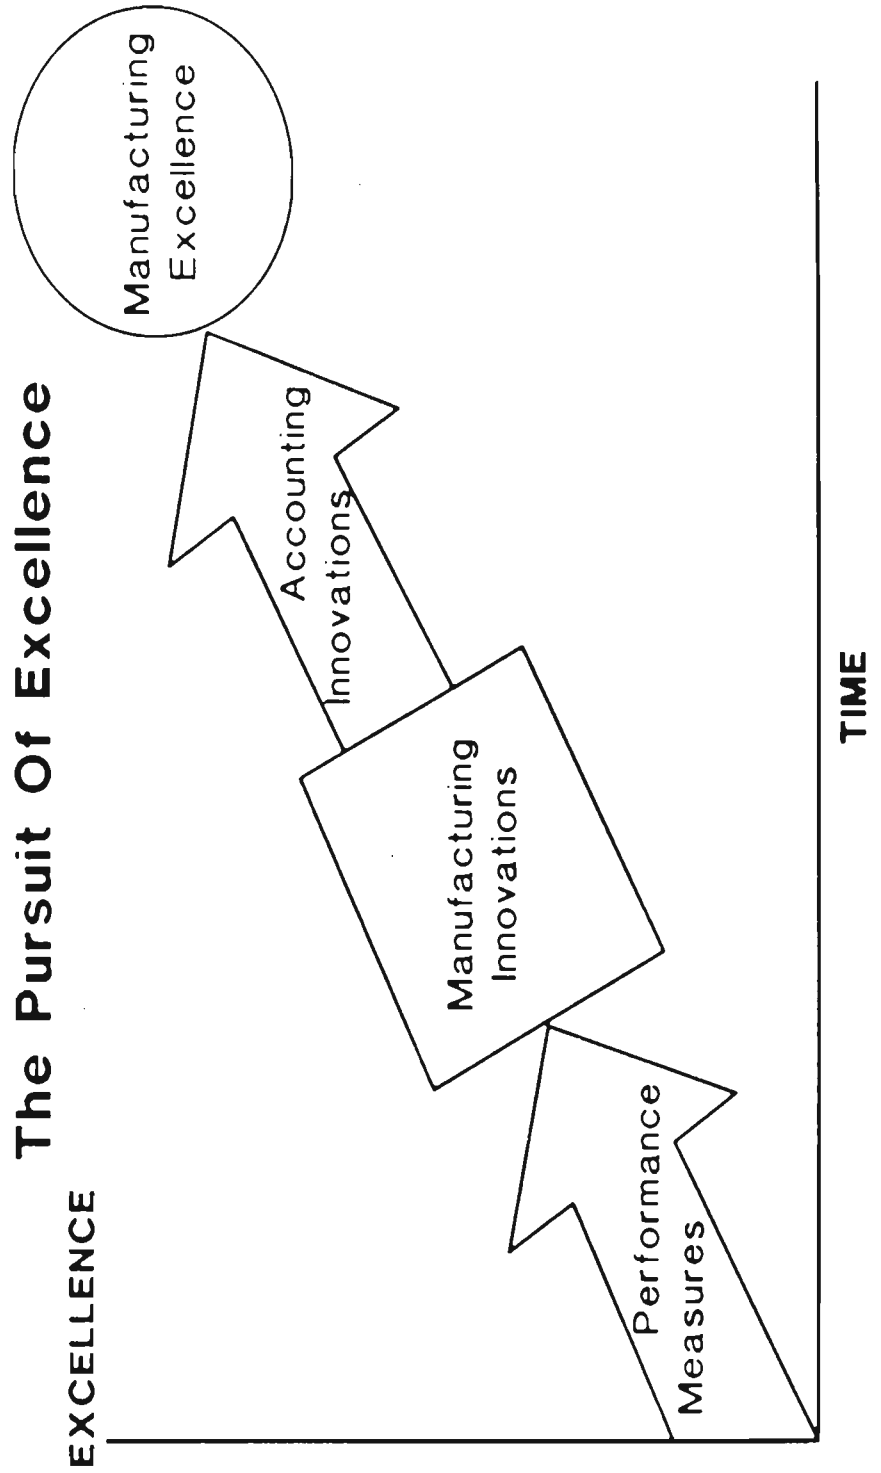 The Pursuit Of Excellence
EXCELLENCE
Manufacturing
Excellence
Accounting
Innovations
Manufacturing
Innovations
Performance
Measures
TIME